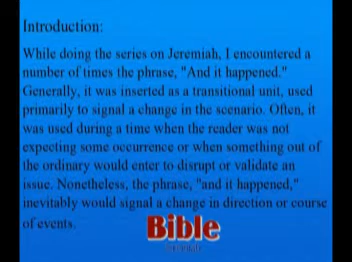 Introduction:
While doing the series on Jeremiah, I encountered a
number of times the phrase, "And it happened."
Generally, it was inserted as a transitional unit, used
primarily to signal a change in the scenario. Often, it
was used during a time when the reader was not
expecting some occurrence or when something out of
the ordinary would enter to disrupt or validate an
issue. Nonetheless, the phrase, "and it happened,"
inevitably would signal a change in direction or course
of events.
Bible